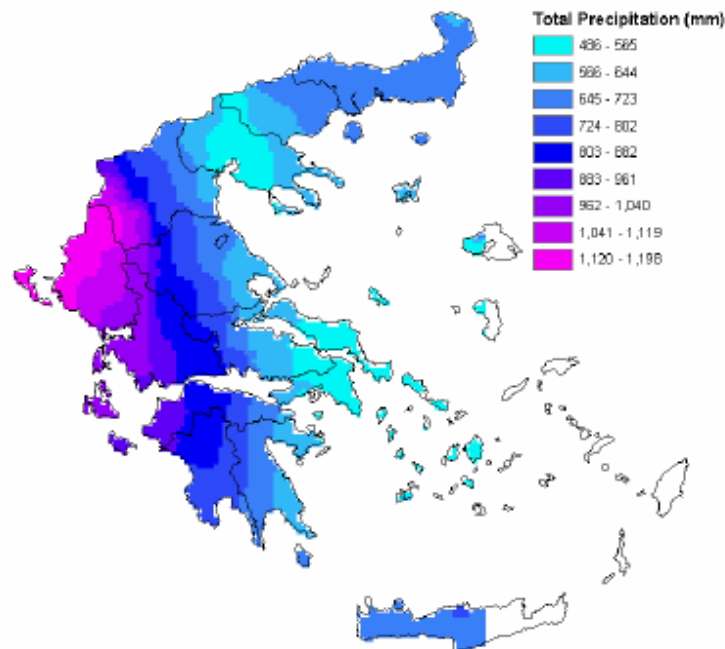 Total Precipitation (mm)
486 - 565
566 - 644
645 - 723
724 - 802
803 - 882
883 - 961
962 - 1,040
1,041 - 1,119
1,120 - 1,198